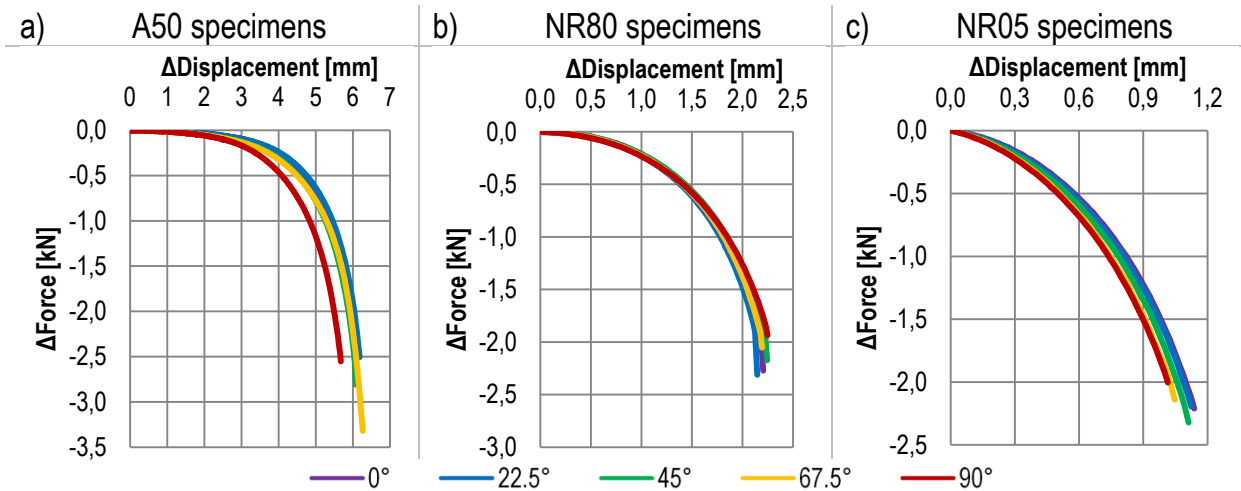 a) A50 specimens
ΔDisplacement [mm]
0 1 2 3 4 5 6 7
0,0
-0,5
-1,0
-1,5
-2,0
-2,5
-3,0
-3,5
ΔForce [kN]
b) NR80 specimens
ΔDisplacement [mm]
0,0 0,5 1,0 1,5 2,0 2,5
0,0
-0,5
-1,0
-1,5
-2,0
-2,5
-3,0
ΔForce [kN]
c) NR05 specimens
ΔDisplacement [mm]
0,0 0,3 0,6 0,9 1,2
0,0
-0,5
-1,0
-1,5
-2,0
-2,5
ΔForce [kN]
0° 22.5° 45° 67.5° 90°